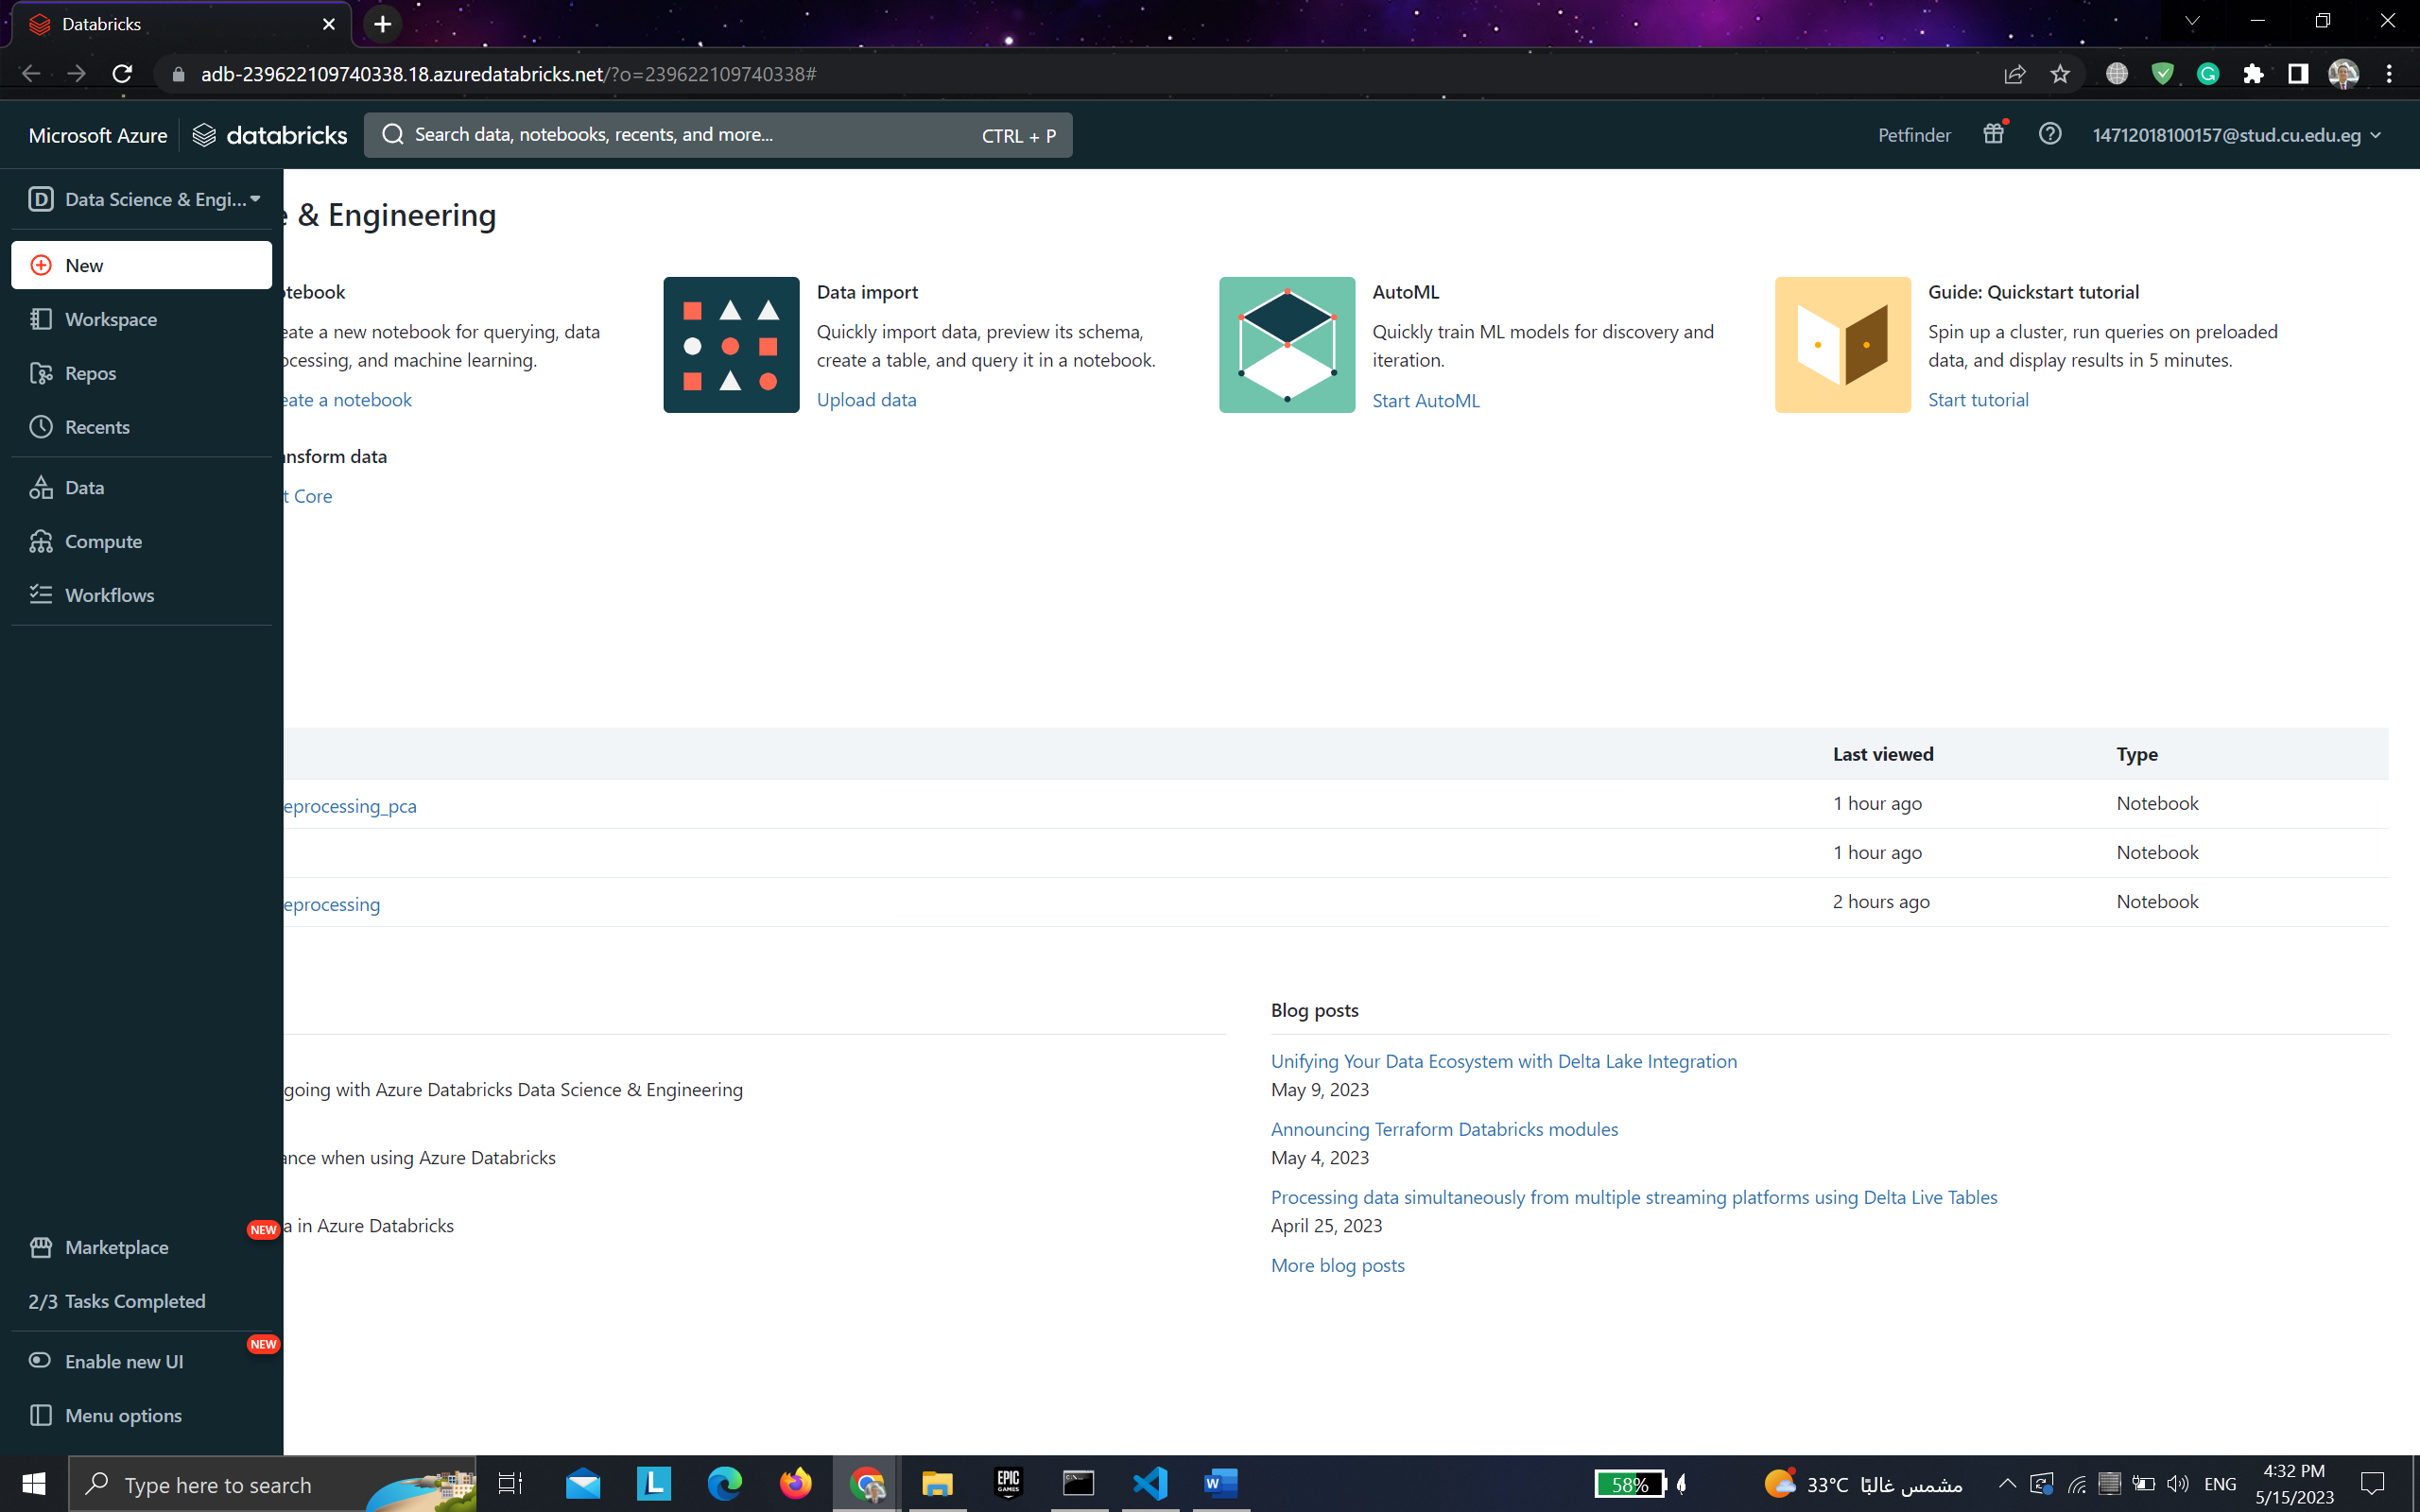 Databricks
adb-239622109740338.18.azuredatabricks.net/?o=239622109740338#
Microsoft Azure databricks Search data, notebooks, recents, and more... CTRL + P Petfinder 14712018100157@stud.cu.edu.eg
D Data Science & Engi...
e & Engineering
New
Workspace
Repos
Recents
Data
Compute
Workflows
otebook
eate a new notebook for querying, data
ocessing, and machine learning.
eate a notebook
Data import
Quickly import data, preview its schema,
create a table, and query it in a notebook.
Upload data
AutoML
Quickly train ML models for discovery and
iteration.
Start AutoML
Guide: Quickstart tutorial
Spin up a cluster, run queries on preloaded
data, and display results in 5 minutes.
Start tutorial
ansform data
t Core
Last viewed Type
eprocessing_pca 1 hour ago Notebook
1 hour ago Notebook
eprocessing 2 hours ago Notebook
going with Azure Databricks Data Science & Engineering
ance when using Azure Databricks
a in Azure Databricks
Blog posts
Unifying Your Data Ecosystem with Delta Lake Integration
May 9, 2023
Announcing Terraform Databricks modules
May 4, 2023
Processing data simultaneously from multiple streaming platforms using Delta Live Tables
April 25, 2023
More blog posts
NEW
Marketplace
2/3 Tasks Completed
NEW
Enable new UI
Menu options
Type here to search
L
EPIC
GAMES
W
58%
33°C مشمس غالبًا
ENG
4:32 PM
5/15/2023